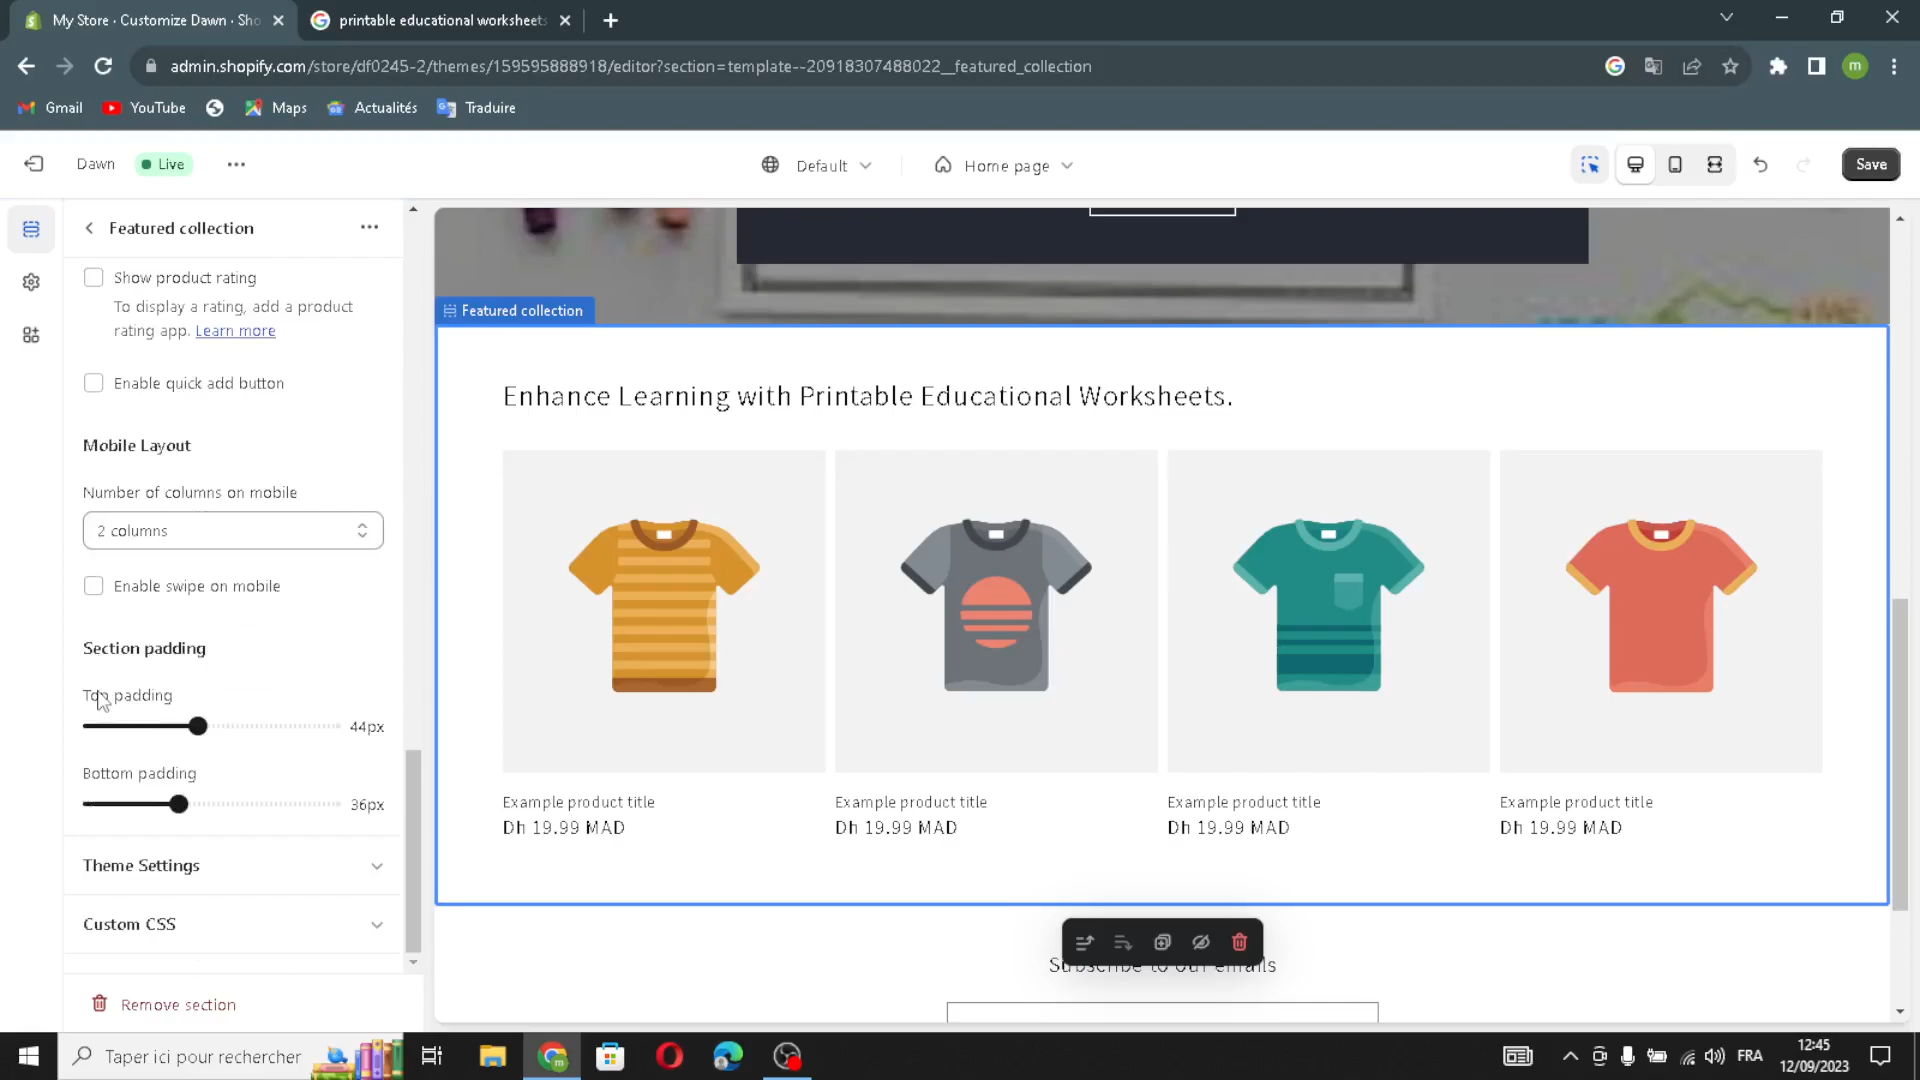 My Store · Customize Dawn · Sho
printable educational worksheets
admin.shopify.com/store/df0245-2/themes/159595888918/editor?section=template--20918307488022__featured_collection
m
Gmail
YouTube
Maps
Actualités
Traduire
Dawn
Live
Default
Home page
Save
Featured collection
Show product rating
To display a rating, add a product
rating app. Learn more
Enable quick add button
Mobile Layout
Number of columns on mobile
2 columns
Enable swipe on mobile
Section padding
Top padding
44px
Bottom padding
36px
Theme Settings
Custom CSS
Remove section
Featured collection
Enhance Learning with Printable Educational Worksheets.
Example product title
Dh 19.99 MAD
Example product title
Dh 19.99 MAD
Example product title
Dh 19.99 MAD
Example product title
Dh 19.99 MAD
Subscribe to our emails
Taper ici pour rechercher
FRA
12:45
12/09/2023